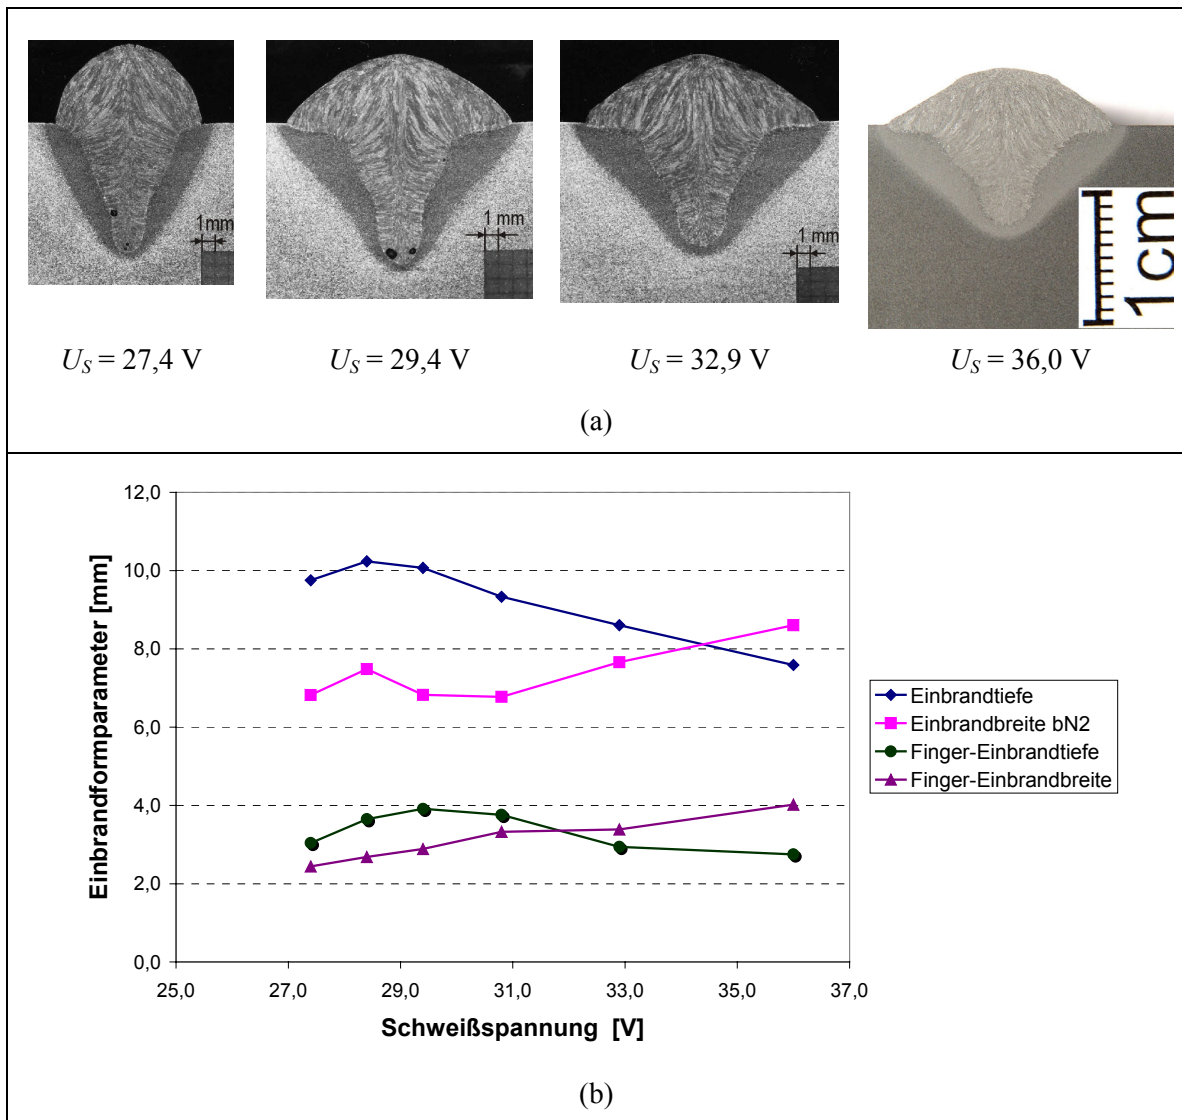 1mm
1 mm
1 mm
1cm
U_S = 27,4 V
U_S = 29,4 V
U_S = 32,9 V
U_S = 36,0 V
(a)
12,0
10,0
8,0
6,0
4,0
2,0
0,0
Einbrandformparameter [mm]
25,0 27,0 29,0 31,0 33,0 35,0 37,0
Schweißspannung [V]
Einbrandtiefe
Einbrandbreite bN2
Finger-Einbrandtiefe
Finger-Einbrandbreite
(b)